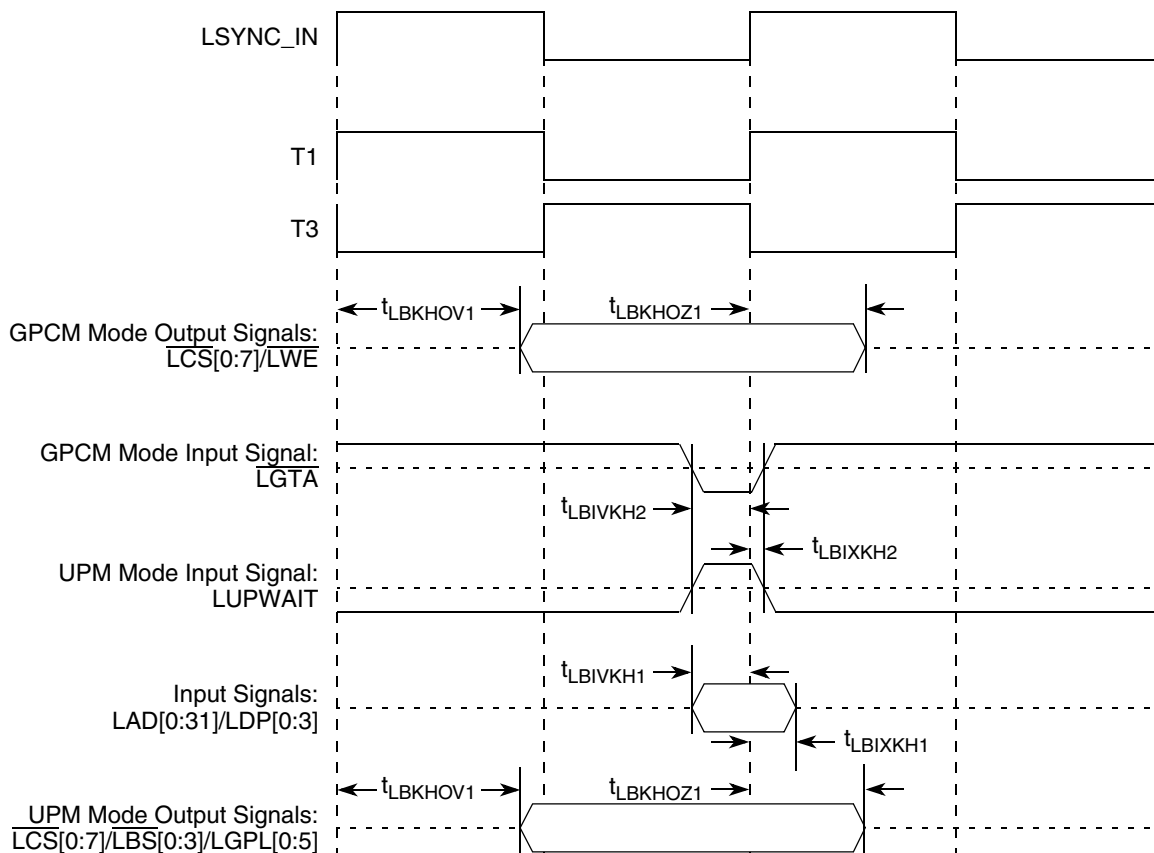 LSYNC_IN
T1
T3
tLBKHOV1
tLBKHOZ1
GPCM Mode Output Signals:
LCS[0:7]/LWE
GPCM Mode Input Signal:
LGTA
tLBIVKH2
tLBIXKH2
UPM Mode Input Signal:
LUPWAIT
tLBIVKH1
Input Signals:
LAD[0:31]/LDP[0:3]
tLBIXKH1
tLBKHOV1
tLBKHOZ1
UPM Mode Output Signals:
LCS[0:7]/LBS[0:3]/LGPL[0:5]